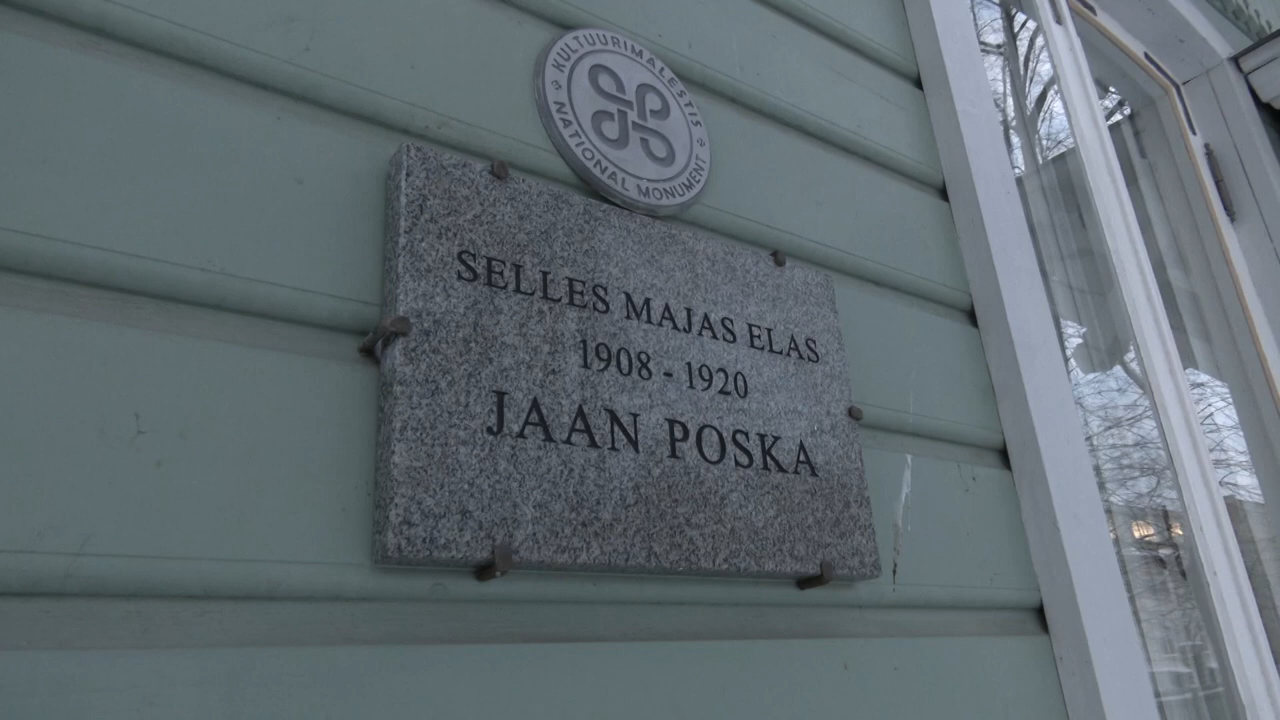 KULTUURIMÄLESTIS
NATIONAL MONUMENT
SELLES MAJAS ELAS
1908 - 1920
JAAN POSKA